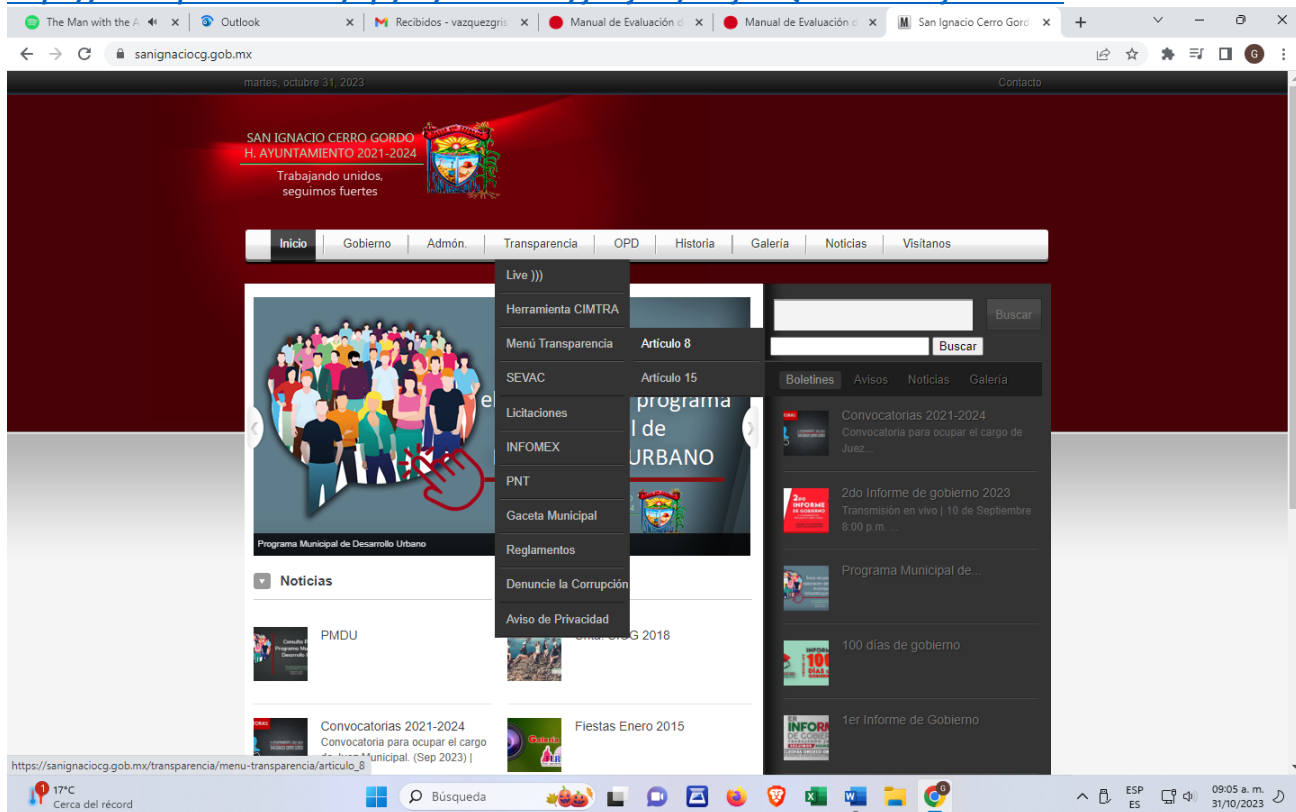 The Man with the A
Outlook
Recibidos - vazquezgris
Manual de Evaluación d
Manual de Evaluación d
San Ignacio Cerro Gord
sanignaciocg.gob.mx
G
martes, octubre 31, 2023
Contacto
SAN IGNACIO CERRO GORDO
H. AYUNTAMIENTO 2021-2024
Trabajando unidos,
seguimos fuertes
Inicio
Gobierno
Admón.
Transparencia
OPD
Historia
Galería
Noticias
Visítanos
Live )))
Herramienta CIMTRA
Menú Transparencia
SEVAC
Licitaciones
INFOMEX
PNT
Gaceta Municipal
Reglamentos
Denuncie la Corrupción
Aviso de Privacidad
Artículo 8
Artículo 15
programa
l de
URBANO
Programa Municipal de Desarrollo Urbano
Buscar
Buscar
Boletines
Avisos
Noticias
Galería
Convocatorias 2021-2024
Convocatoria para ocupar el cargo de
Juez...
2do Informe de gobierno 2023
Transmisión en vivo | 10 de Septiembre
8:00 p.m. ...
Programa Municipal de...
100 días de gobierno
1er Informe de Gobierno
Noticias
PMDU
2018
Convocatorias 2021-2024
Convocatoria para ocupar el cargo
de Juez Municipal. (Sep 2023) |
Fiestas Enero 2015
https://sanignaciocg.gob.mx/transparencia/menu-transparencia/articulo_8
1
17°C
Cerca del récord
Búsqueda
ESP
ES
09:05 a. m.
31/10/2023